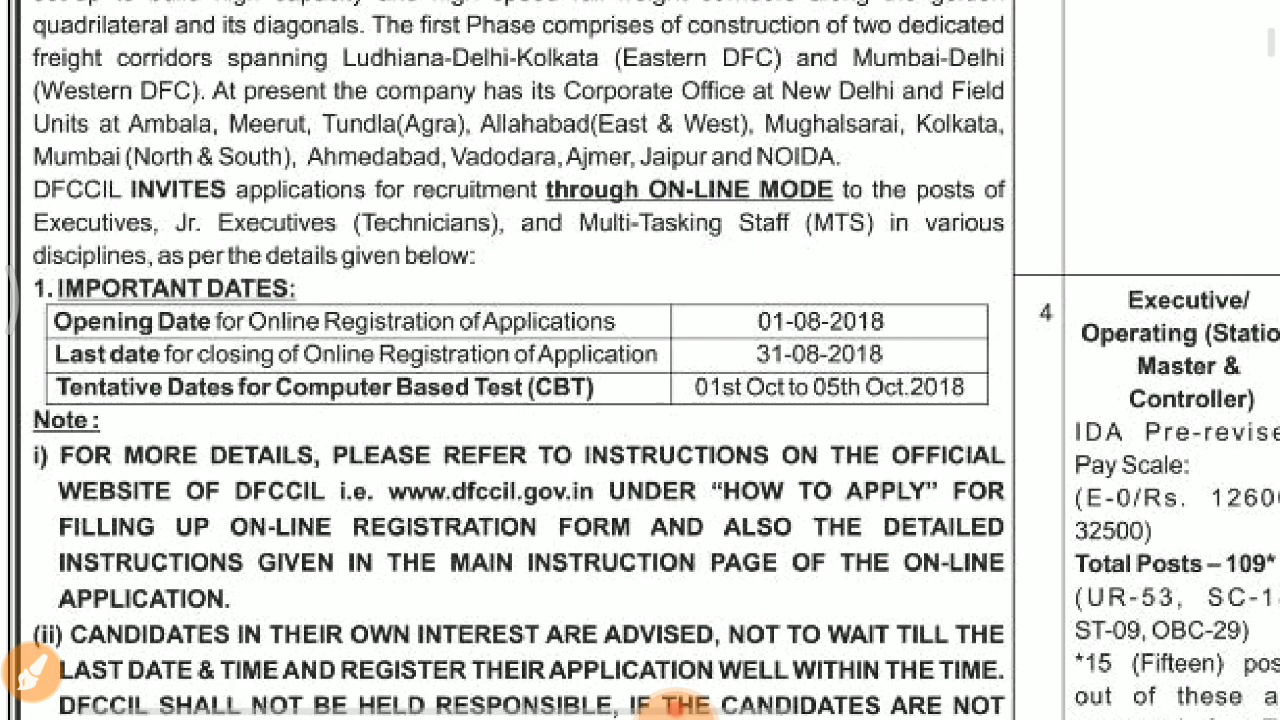 quadrilateral and its diagonals. The first Phase comprises of construction of two dedicated
freight corridors spanning Ludhiana-Delhi-Kolkata (Eastern DFC) and Mumbai-Delhi
(Western DFC). At present the company has its Corporate Office at New Delhi and Field
Units at Ambala, Meerut, Tundla(Agra), Allahabad(East & West), Mughalsarai, Kolkata,
Mumbai (North & South), Ahmedabad, Vadodara, Ajmer, Jaipur and NOIDA.
DFCCIL INVITES applications for recruitment through ON-LINE MODE to the posts of
Executives, Jr. Executives (Technicians), and Multi-Tasking Staff (MTS) in various
disciplines, as per the details given below:
1. IMPORTANT DATES:
Opening Date for Online Registration of Applications 01-08-2018
Last date for closing of Online Registration of Application 31-08-2018
Tentative Dates for Computer Based Test (CBT) 01st Oct to 05th Oct.2018
Note :
i) FOR MORE DETAILS, PLEASE REFER TO INSTRUCTIONS ON THE OFFICIAL
WEBSITE OF DFCCIL i.e. www.dfccil.gov.in UNDER “HOW TO APPLY” FOR
FILLING UP ON-LINE REGISTRATION FORM AND ALSO THE DETAILED
INSTRUCTIONS GIVEN IN THE MAIN INSTRUCTION PAGE OF THE ON-LINE
APPLICATION.
(ii) CANDIDATES IN THEIR OWN INTEREST ARE ADVISED, NOT TO WAIT TILL THE
LAST DATE & TIME AND REGISTER THEIR APPLICATION WELL WITHIN THE TIME.
DFCCIL SHALL NOT BE HELD RESPONSIBLE, IF THE CANDIDATES ARE NOT
4
Executive/
Operating (Statio
Master &
Controller)
IDA Pre-revise
Pay Scale:
(E-0/Rs. 1260
32500)
Total Posts – 109*
(UR-53, SC-1
ST-09, OBC-29)
*15 (Fifteen) pos
out of these a